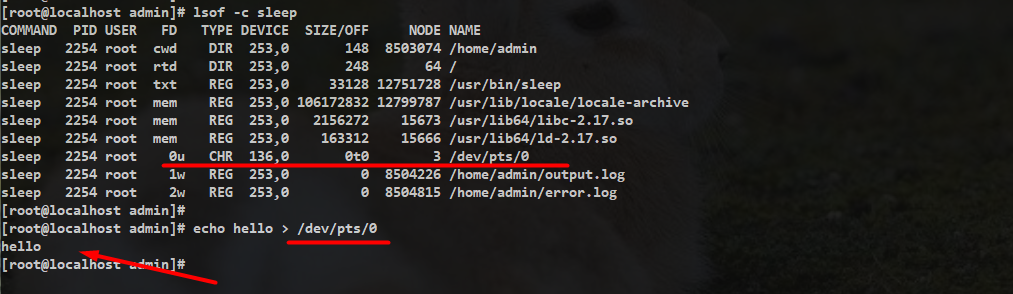 [root@localhost admin]# lsof -c sleep
COMMAND  PID USER   FD   TYPE DEVICE  SIZE/OFF     NODE NAME
sleep   2254 root  cwd    DIR  253,0       148  8503074 /home/admin
sleep   2254 root  rtd    DIR  253,0       248       64 /
sleep   2254 root  txt    REG  253,0     33128 12751728 /usr/bin/sleep
sleep   2254 root  mem    REG  253,0 106172832 12799787 /usr/lib/locale/locale-archive
sleep   2254 root  mem    REG  253,0   2156272    15673 /usr/lib64/libc-2.17.so
sleep   2254 root  mem    REG  253,0    163312    15666 /usr/lib64/ld-2.17.so
sleep   2254 root    0u   CHR  136,0       0t0        3 /dev/pts/0
sleep   2254 root    1w   REG  253,0         0  8504226 /home/admin/output.log
sleep   2254 root    2w   REG  253,0         0  8504815 /home/admin/error.log
[root@localhost admin]#
[root@localhost admin]# echo hello > /dev/pts/0
hello
[root@localhost admin]#